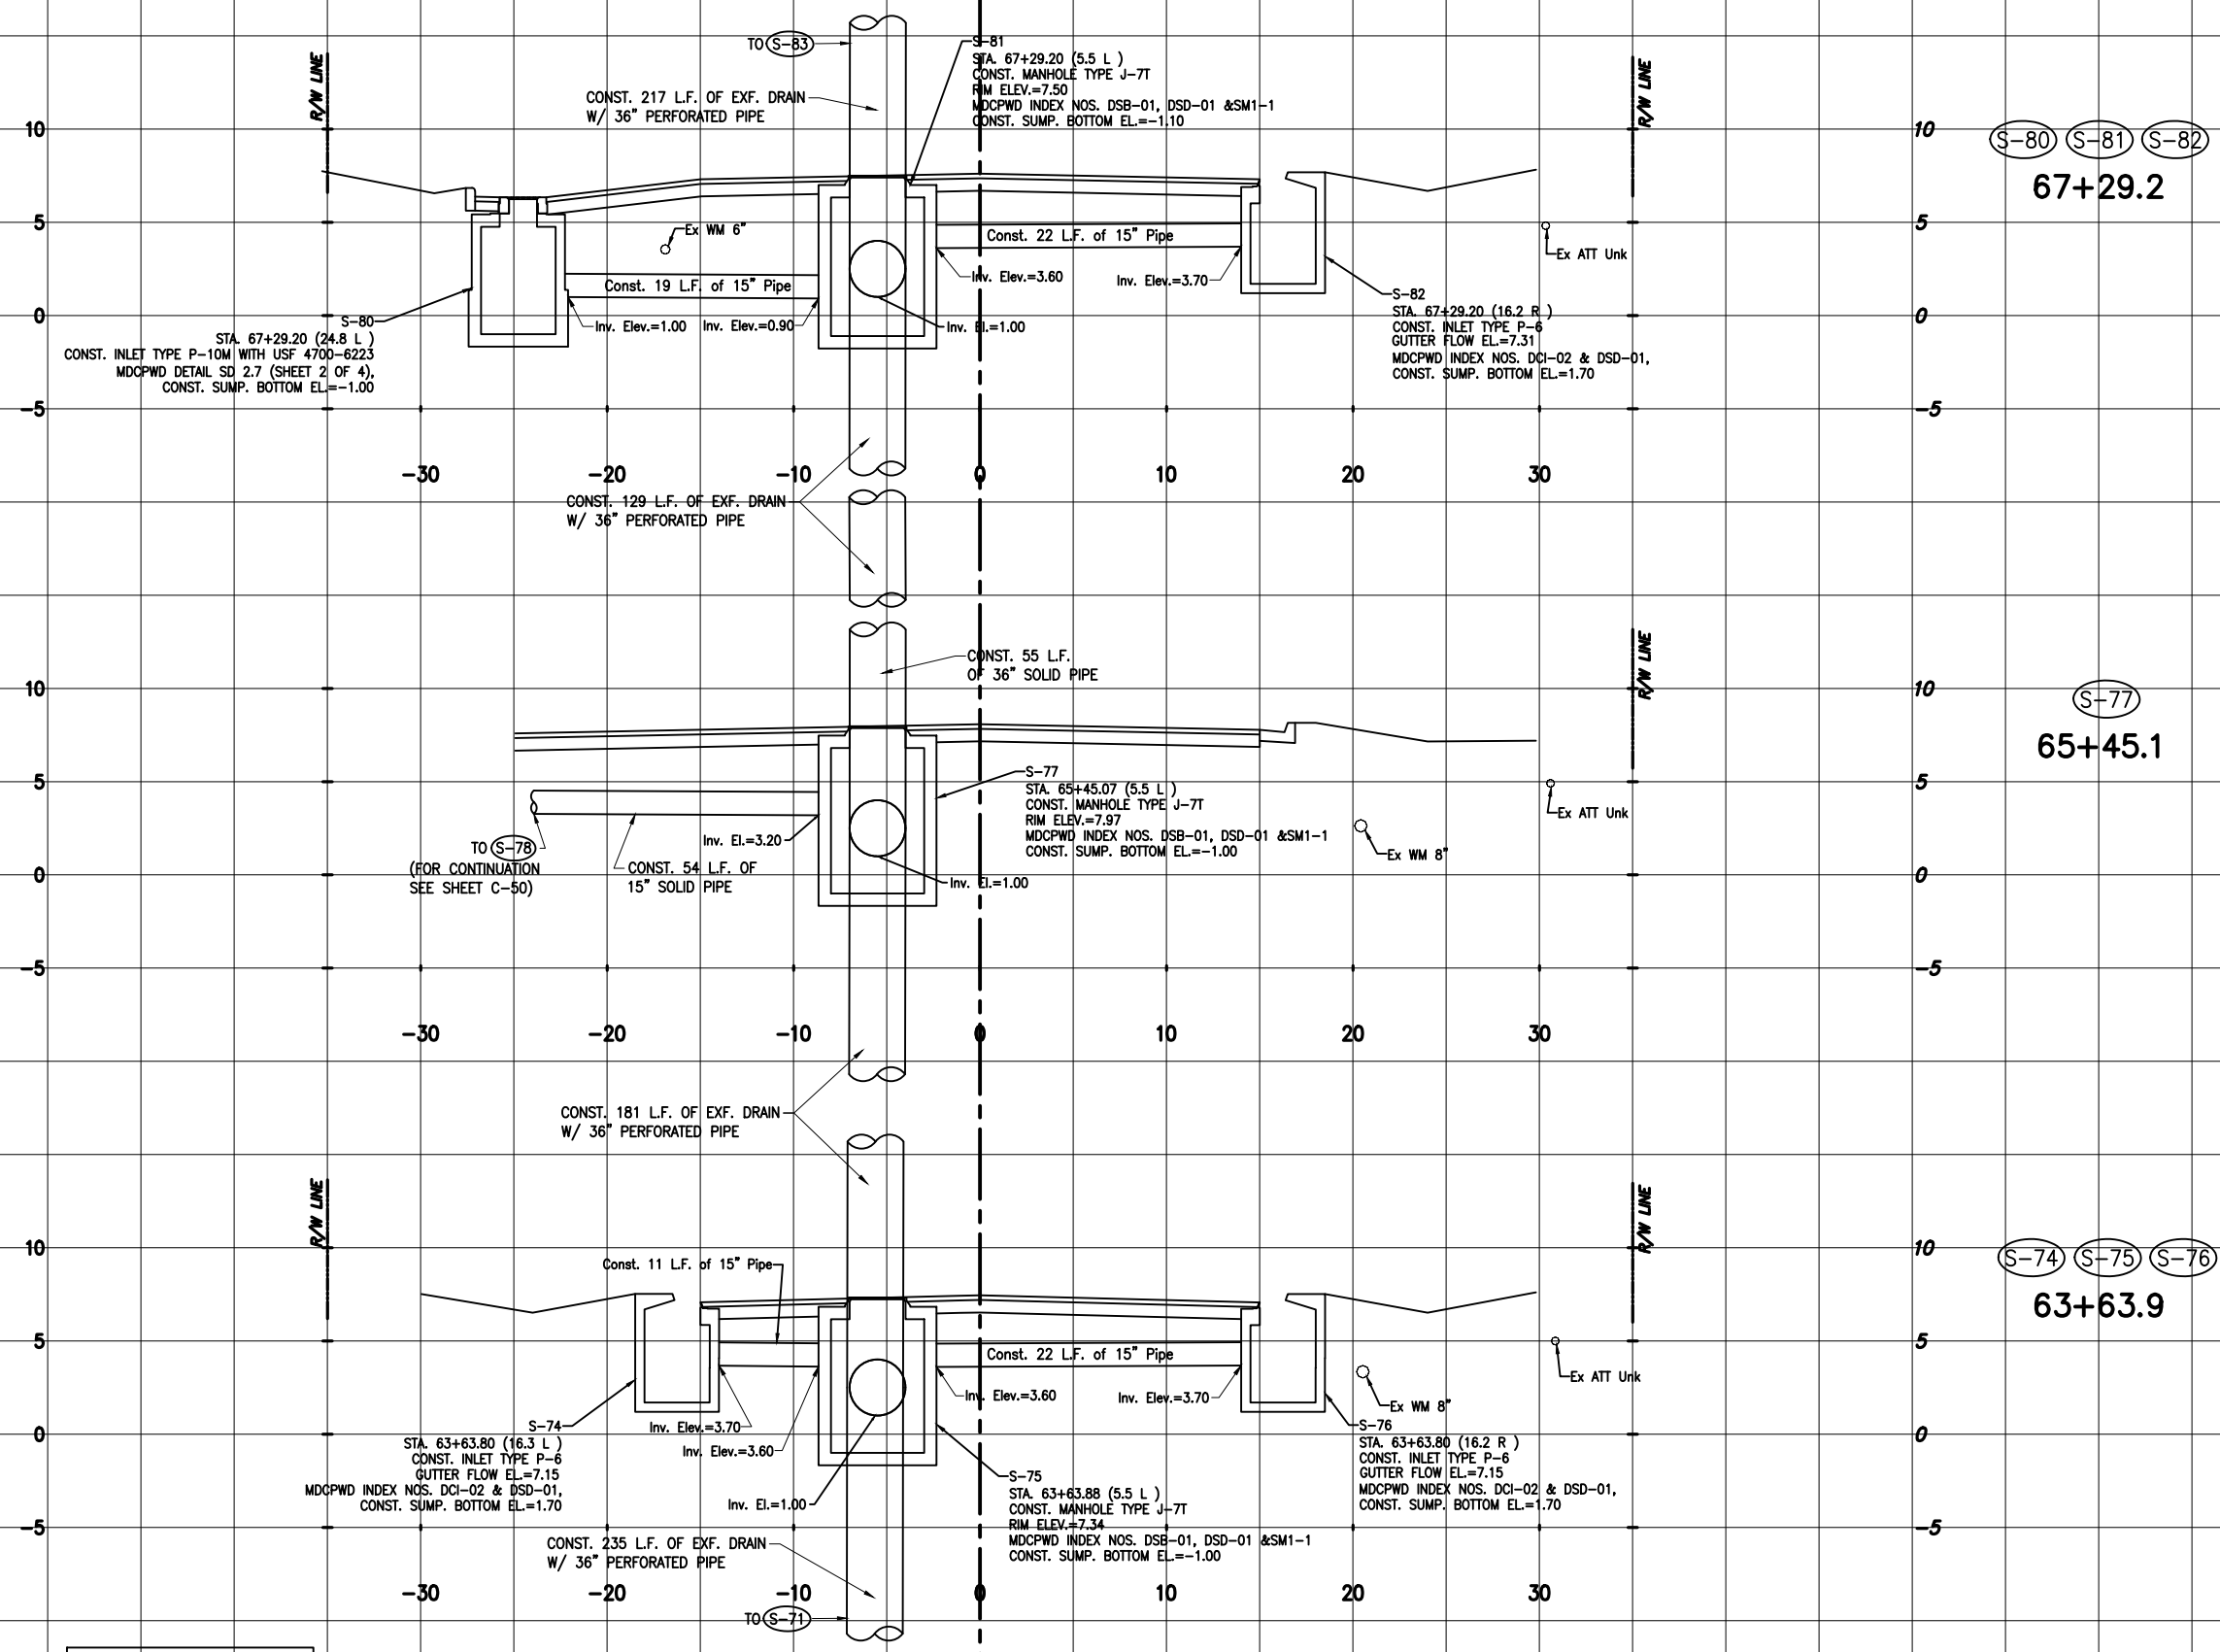 TO S-83
S-81
STA. 67+29.20 (5.5 L )
CONST. MANHOLE TYPE J-7T
RIM ELEV.=7.50
MDCPWD INDEX NOS. DSB-01, DSD-01 &SM1-1
CONST. SUMP. BOTTOM EL.=-1.10
R/W LINE
R/W LINE
CONST. 217 L.F. OF EXF. DRAIN
W/ 36" PERFORATED PIPE
10
10
S-80 S-81 S-82
67+29.2
5
5
Ex WM 6"
Const. 22 L.F. of 15" Pipe
Ex ATT Unk
Inv. Elev.=3.60
Inv. Elev.=3.70
Const. 19 L.F. of 15" Pipe
S-82
STA. 67+29.20 (16.2 R )
CONST. INLET TYPE P-6
GUTTER FLOW EL.=7.31
MDCPWD INDEX NOS. DCI-02 & DSD-01,
CONST. SUMP. BOTTOM EL.=1.70
0
0
Inv. Elev.=1.00
Inv. Elev.=0.90
Inv. El.=1.00
S-80
STA. 67+29.20 (24.8 L )
CONST. INLET TYPE P-10M WITH USF 4700-6223
MDCPWD DETAIL SD 2.7 (SHEET 2 OF 4),
CONST. SUMP. BOTTOM EL.=-1.00
-5
-5
-30 -20 -10 0 10 20 30
CONST. 129 L.F. OF EXF. DRAIN
W/ 36" PERFORATED PIPE
CONST. 55 L.F.
OF 36" SOLID PIPE
R/W LINE
10
10
S-77
65+45.1
5
5
S-77
STA. 65+45.07 (5.5 L )
CONST. MANHOLE TYPE J-7T
RIM ELEV.=7.97
MDCPWD INDEX NOS. DSB-01, DSD-01 &SM1-1
CONST. SUMP. BOTTOM EL.=-1.00
Ex ATT Unk
Ex WM 8"
Inv. El.=3.20
TO S-78
(FOR CONTINUATION
SEE SHEET C-50)
CONST. 54 L.F. OF
15" SOLID PIPE
Inv. El.=1.00
0
0
-5
-5
-30 -20 -10 0 10 20 30
CONST. 181 L.F. OF EXF. DRAIN
W/ 36" PERFORATED PIPE
R/W LINE
R/W LINE
10
10
S-74 S-75 S-76
63+63.9
Const. 11 L.F. of 15" Pipe
5
5
Const. 22 L.F. of 15" Pipe
Ex ATT Unk
Inv. Elev.=3.60
Inv. Elev.=3.70
Ex WM 8"
Inv. Elev.=3.70
Inv. Elev.=3.60
0
0
S-74
STA. 63+63.80 (16.3 L )
CONST. INLET TYPE P-6
GUTTER FLOW EL.=7.15
MDCPWD INDEX NOS. DCI-02 & DSD-01,
CONST. SUMP. BOTTOM EL.=1.70
S-76
STA. 63+63.80 (16.2 R )
CONST. INLET TYPE P-6
GUTTER FLOW EL.=7.15
MDCPWD INDEX NOS. DCI-02 & DSD-01,
CONST. SUMP. BOTTOM EL.=1.70
Inv. El.=1.00
S-75
STA. 63+63.88 (5.5 L )
CONST. MANHOLE TYPE J-7T
RIM ELEV.=7.34
MDCPWD INDEX NOS. DSB-01, DSD-01 &SM1-1
CONST. SUMP. BOTTOM EL.=-1.00
-5
-5
CONST. 235 L.F. OF EXF. DRAIN
W/ 36" PERFORATED PIPE
-30 -20 -10 0 10 20 30
TO S-71